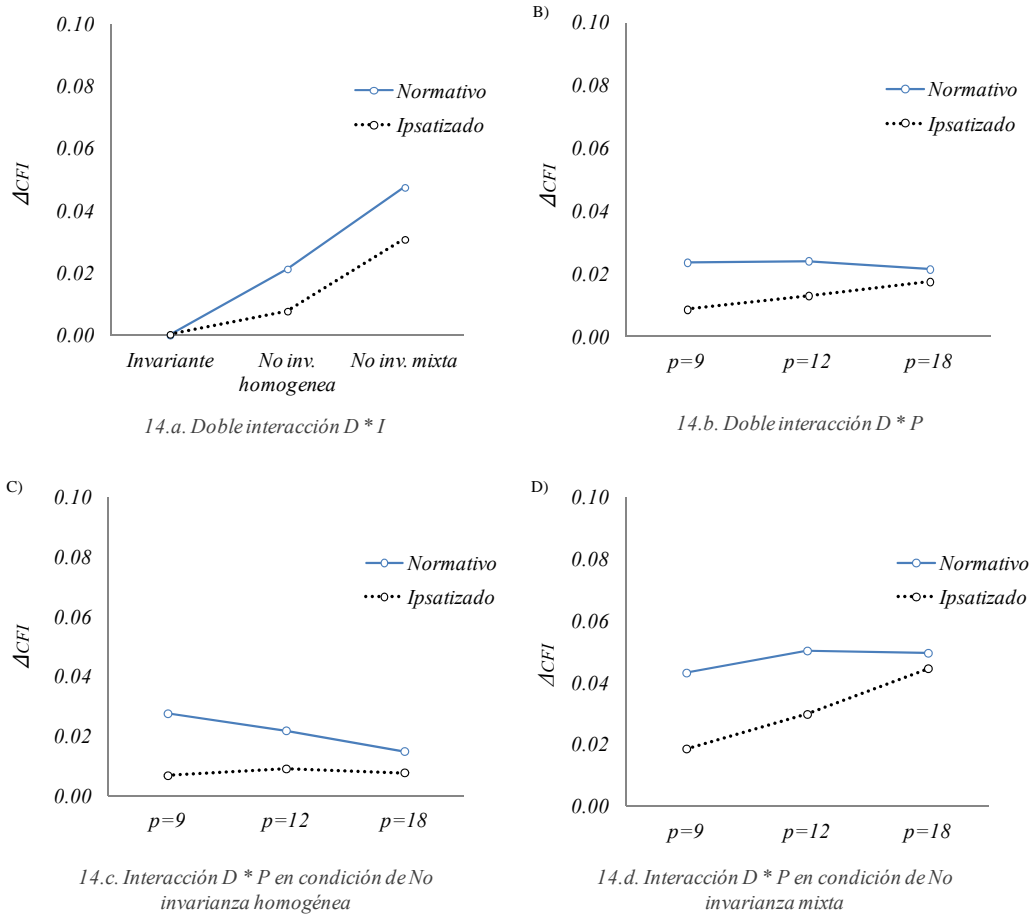 0.10
0.08
0.06
0.04
0.02
0.00
ΔCFI
Normativo
Ipsatizado
Invariante
No inv. homogenea
No inv. mixta
14.a. Doble interacción D * I
B)
0.10
0.08
0.06
0.04
0.02
0.00
ΔCFI
Normativo
Ipsatizado
p=9
p=12
p=18
14.b. Doble interacción D * P
C)
0.10
0.08
0.06
0.04
0.02
0.00
ΔCFI
Normativo
Ipsatizado
p=9
p=12
p=18
14.c. Interacción D * P en condición de No
invarianza homogénea
D)
0.10
0.08
0.06
0.04
0.02
0.00
ΔCFI
Normativo
Ipsatizado
p=9
p=12
p=18
14.d. Interacción D * P en condición de No
invarianza mixta